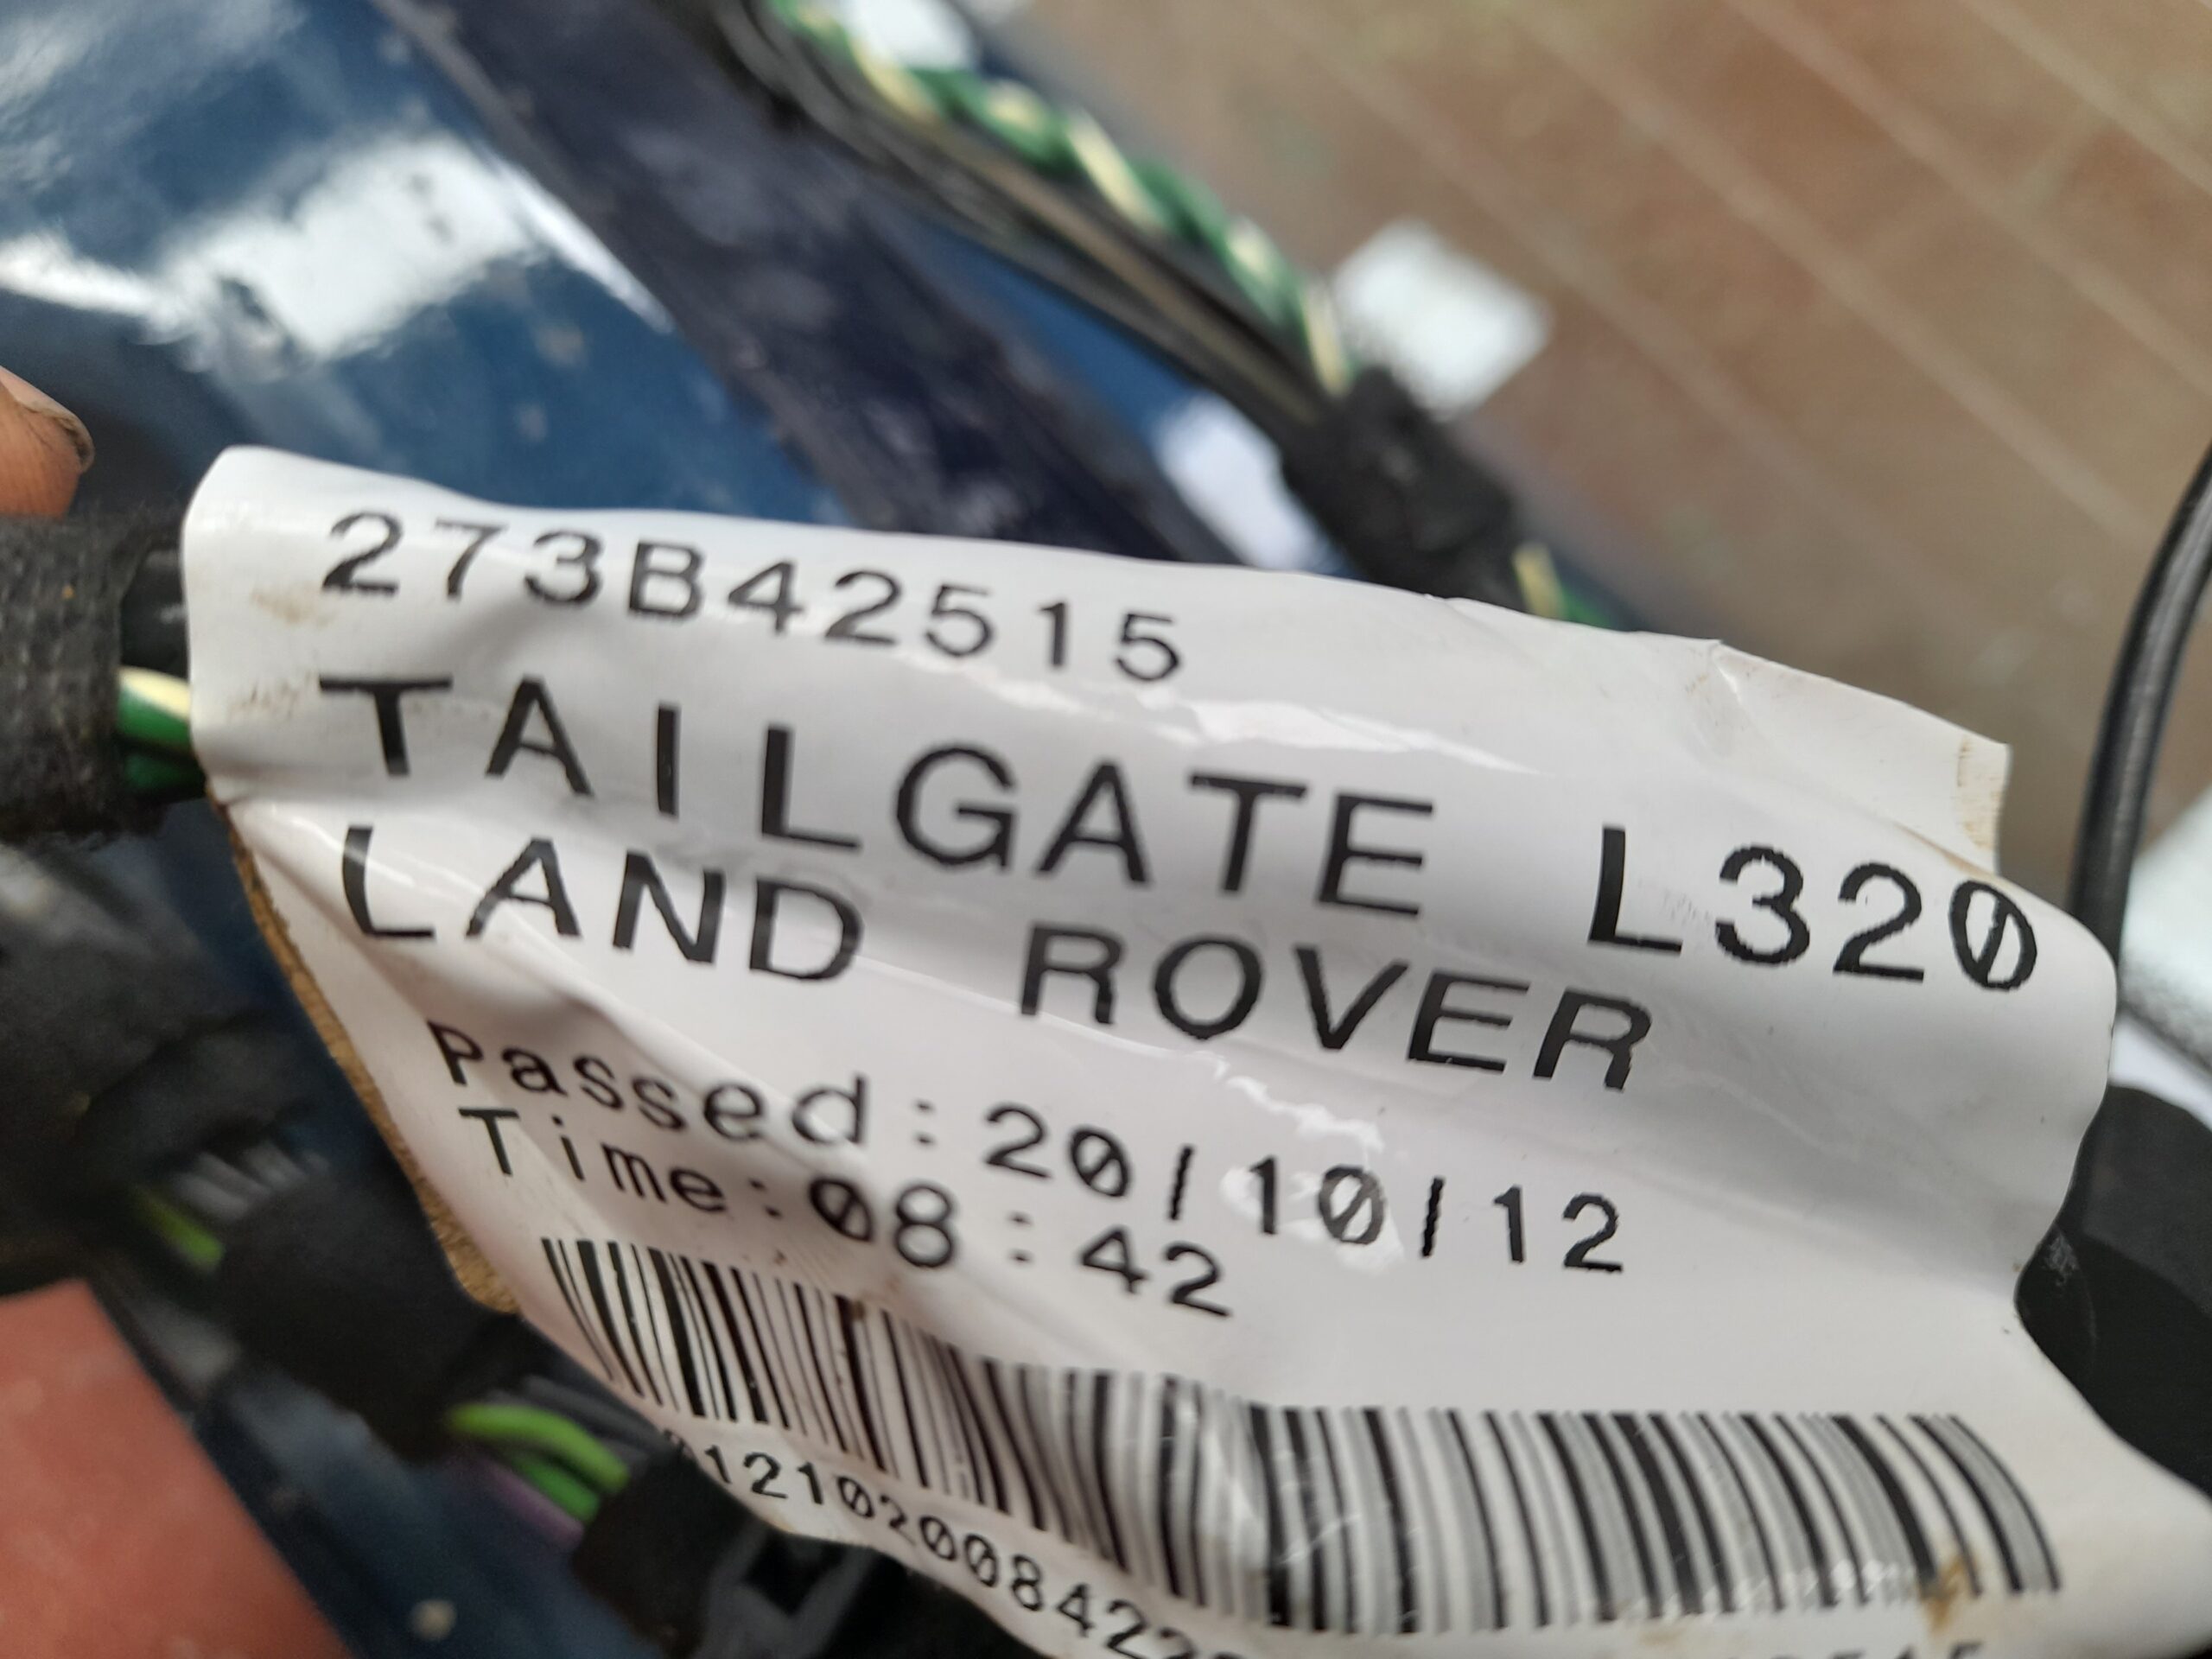 273B42515
TAILGATE L320
LAND ROVER
Passed:20/10/12
Time:08:42